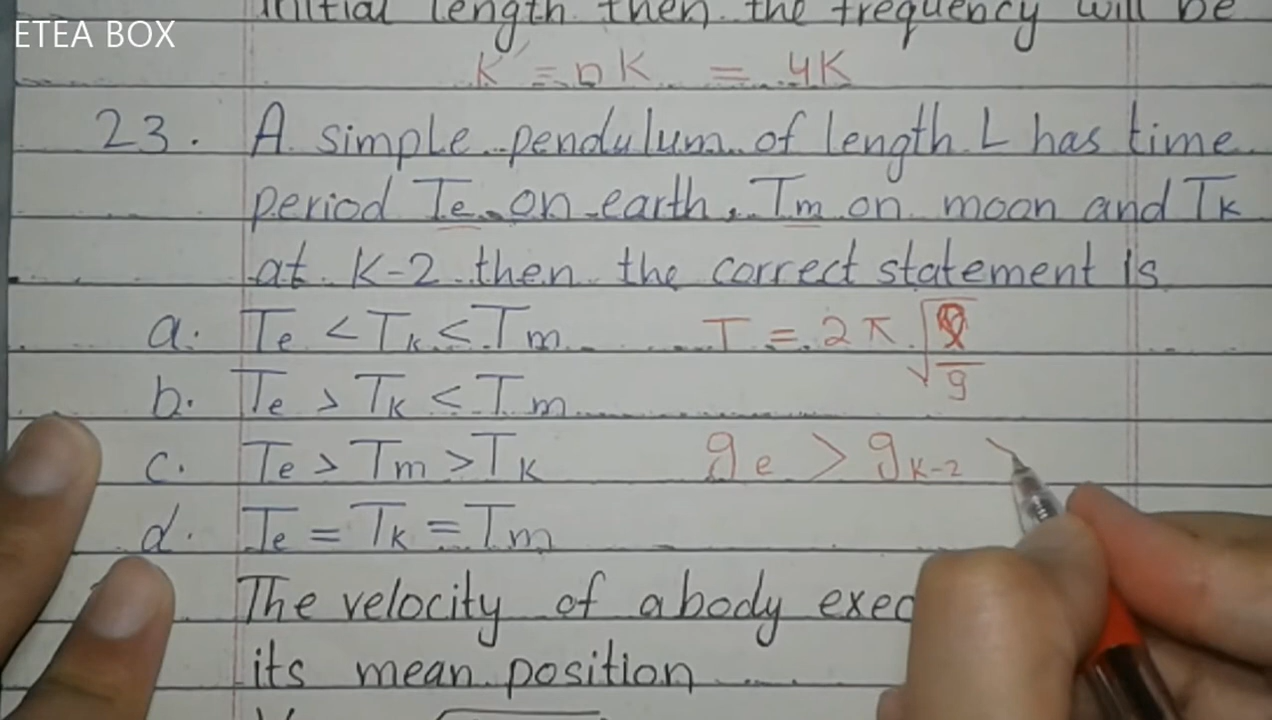 initial length then the frequency will be
ETEA BOX
K' = nK = 4K
23. A simple pendulum of length L has time
period Te on earth, Tm on moon and TK
at K-2 then the correct statement is
a. Te < Tk < Tm T = 2π √ℓ/g
b. Te > TK < Tm
c. Te > Tm > TK ge > gK-2 >
d. Te = TK = Tm
The velocity of a body exec
its mean position